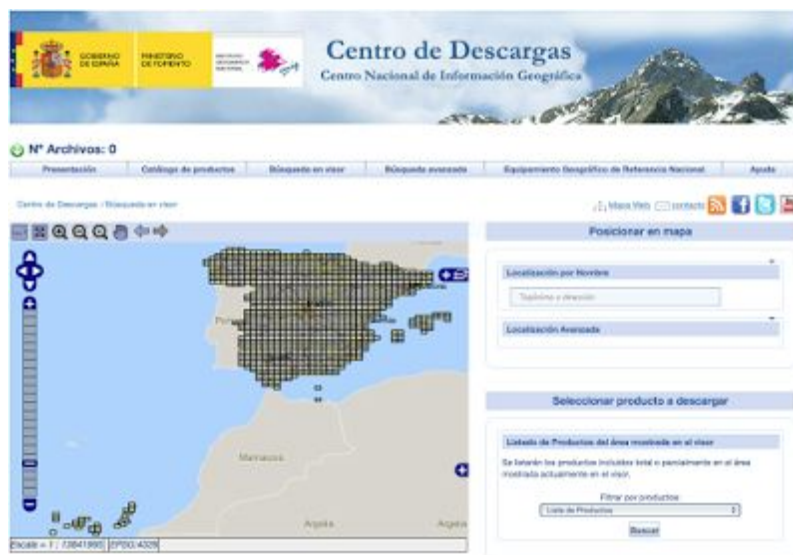 GOBIERNO
DE ESPAÑA
MINISTERIO
DE FOMENTO
INSTITUTO
GEOGRÁFICO
NACIONAL
Centro de Descargas
Centro Nacional de Información Geográfica
Nº Archivos: 0
Presentación
Catálogo de productos
Búsqueda en visor
Búsqueda avanzada
Equipamiento Geográfico de Referencia Nacional
Ayuda
Centro de Descargas / Búsqueda en visor
Mapa Web
contacto
Posicionar en mapa
Localización por Nombre
Topónimo o dirección
Localización Avanzada
Marruecos
Argelia
Seleccionar producto a descargar
Listado de Productos del área mostrada en el visor
Se listarán los productos incluidos total o parcialmente en el área
mostrada actualmente en el visor.
Filtrar por productos
Lista de Productos
Buscar